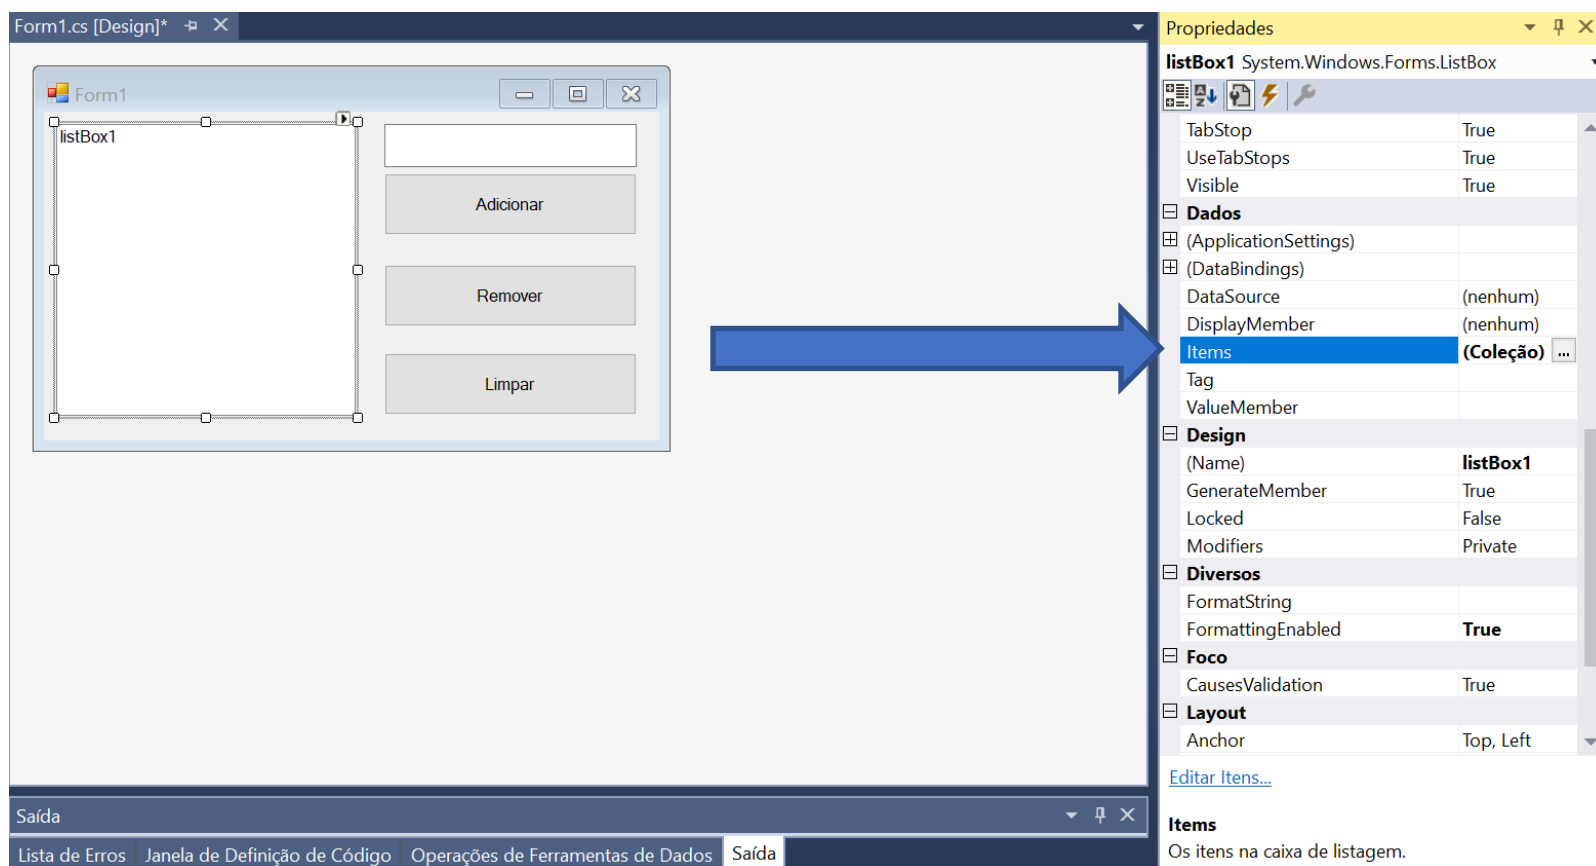 Form1.cs [Design]*
Form1
listBox1
Adicionar
Remover
Limpar
Saída
Lista de Erros Janela de Definição de Código Operações de Ferramentas de Dados Saída
Propriedades
listBox1 System.Windows.Forms.ListBox
TabStop True
UseTabStops True
Visible True
Dados
(ApplicationSettings)
(DataBindings)
DataSource (nenhum)
DisplayMember (nenhum)
Items (Coleção) ...
Tag
ValueMember
Design
(Name) listBox1
GenerateMember True
Locked False
Modifiers Private
Diversos
FormatString
FormattingEnabled True
Foco
CausesValidation True
Layout
Anchor Top, Left
Editar Itens...
Items
Os itens na caixa de listagem.